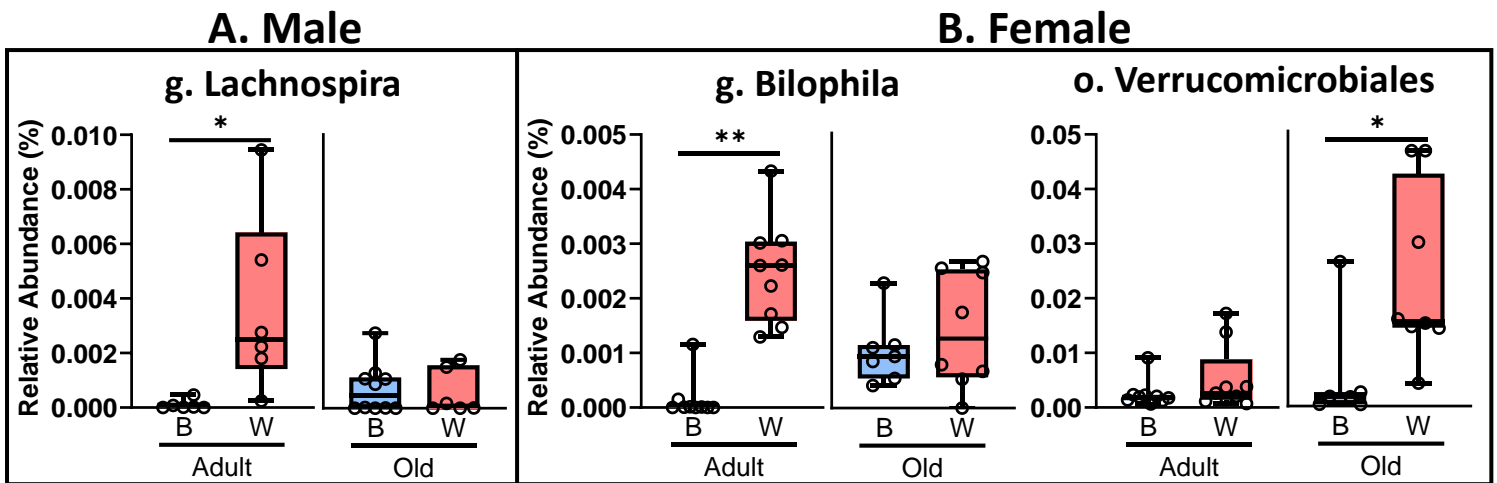 A. Male
B. Female
g. Lachnospira
g. Bilophila
o. Verrucomicrobiales
Relative Abundance (%)
0.010
0.008
0.006
0.004
0.002
0.000
*
B
W
B
W
Adult
Old
Relative Abundance (%)
0.005
0.004
0.003
0.002
0.001
0.000
**
B
W
B
W
Adult
Old
0.05
0.04
0.03
0.02
0.01
0.00
*
B
W
B
W
Adult
Old